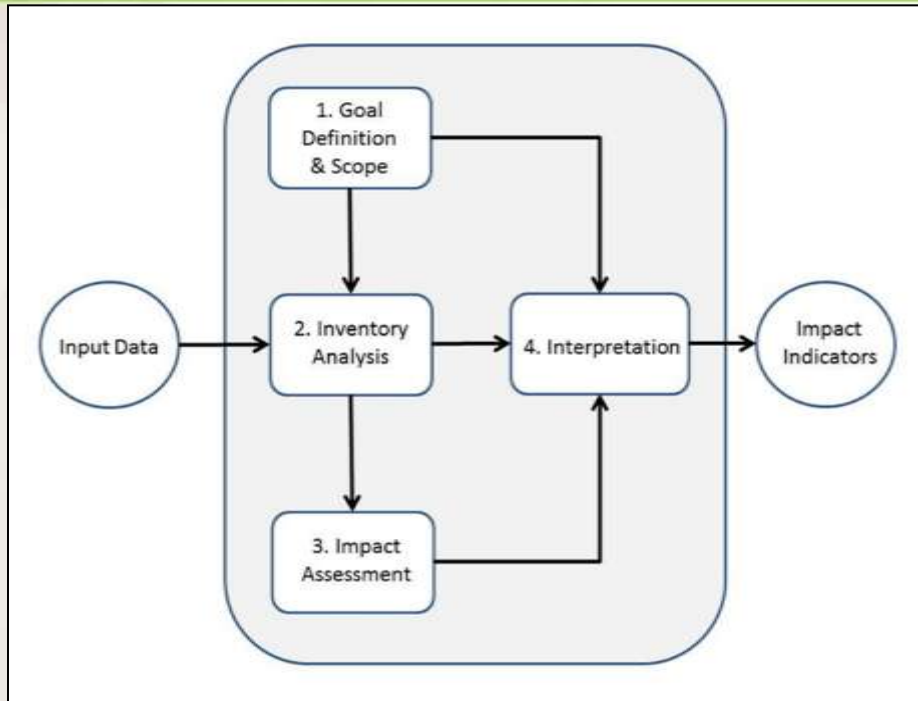 1. Goal
Definition
& Scope
Input Data
2. Inventory
Analysis
4. Interpretation
Impact
Indicators
3. Impact
Assessment